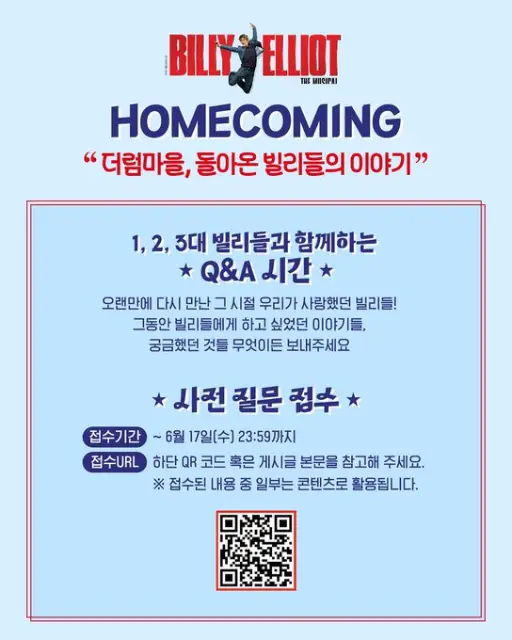 BILLY ELLIOT
THE MUSICAL
HOMECOMING
“ 더럼마을, 돌아온 빌리들의 이야기 ”
1, 2, 3대 빌리들과 함께하는
★ Q&A 시간 ★
오랜만에 다시 만난 그 시절 우리가 사랑했던 빌리들!
그동안 빌리들에게 하고 싶었던 이야기들,
궁금했던 것들 무엇이든 보내주세요
★ 사전 질문 접수 ★
접수기간 ~ 6월 17일(수) 23:59까지
접수URL 하단 QR 코드 혹은 게시글 본문을 참고해 주세요.
※ 접수된 내용 중 일부는 콘텐츠로 활용됩니다.